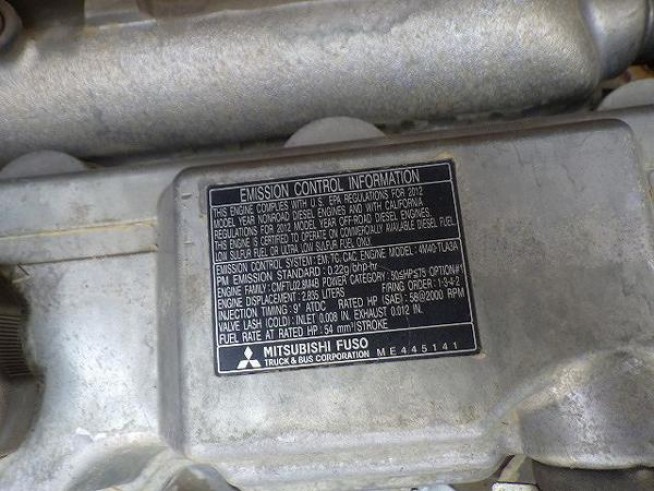 EMISSION CONTROL INFORMATION
THIS ENGINE COMPLIES WITH U.S. EPA REGULATIONS FOR 2012
MODEL YEAR NONROAD DIESEL ENGINES AND WITH CALIFORNIA
REGULATIONS FOR 2012 MODEL YEAR OFF-ROAD DIESEL ENGINES.
THIS ENGINE IS CERTIFIED TO OPERATE ON COMMERCIALLY AVAILABLE DIESEL FUEL.
LOW SULFUR FUEL OR ULTRA LOW SULFUR FUEL ONLY
EMISSION CONTROL SYSTEM: EM, TC, CAC ENGINE MODEL: 4M40-TLA3A
PM EMISSION STANDARD : 0.22g/bhp-hr
ENGINE FAMILY: CMFTL02.8M4B POWER CATEGORY: 50≤HP≤75 OPTION#1
ENGINE DISPLACEMENT: 2.835 LITERS FIRING ORDER: 1-3-4-2
INJECTION TIMING: 9° ATDC RATED HP (SAE): 58@2000 RPM
VALVE LASH (COLD): INLET 0.008 IN. EXHAUST 0.012 IN.
FUEL RATE AT RATED HP: 54 mm³/STROKE
MITSUBISHI FUSO
TRUCK & BUS CORPORATION ME445141